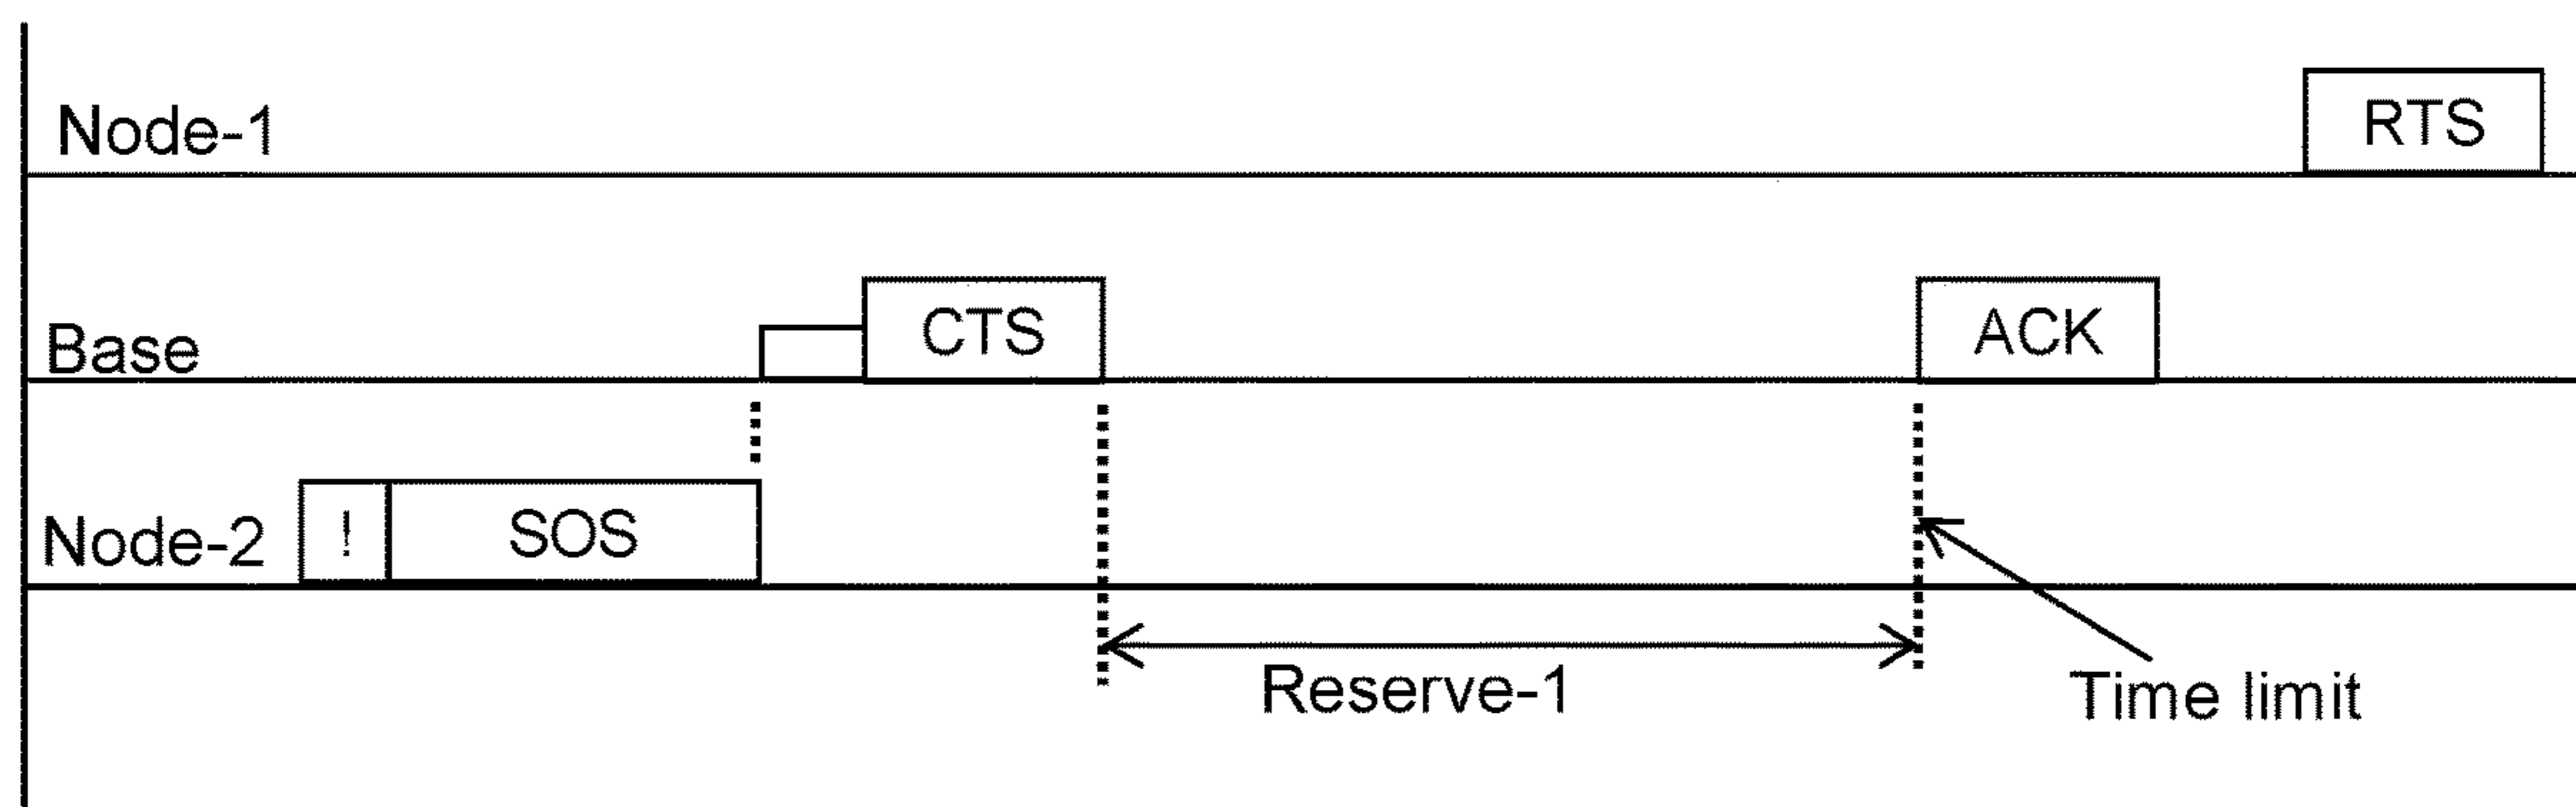 Node-1
RTS
Base
CTS
ACK
Node-2
!
SOS
Reserve-1
Time limit